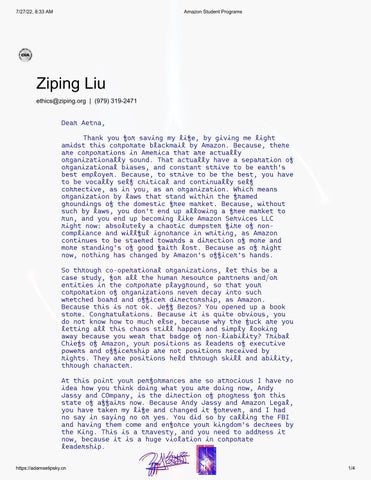 7/27/22, 8:33 AM
Amazon Student Programs
Ziping Liu
ethics@ziping.org | (979) 319-2471
Dear Aetna,
Thank you for saving my life, by giving me light
amidst this corporate blackmail by Amazon. Because, there
are corporations in America that are actually
organizationally sound. That actually have a separation of
organizational biases, and constant strive to be earth's
best employer. Because, to strive to be the best, you have
to be vocally self critical and continually self
corrective, as in you, as an organization. Which means
organization by laws that stand within the framed
groundings of the domestic free market. Because, without
such by laws, you don't end up allowing a free market to
run, and you end up becoming like Amazon Services LLC
right now: absolutely a chaotic dumpster fire of non-
compliance and willful ignorance in writing, as Amazon
continues to be steered towards a direction of more and
more standing's of good faith lost. Because as of right
now, nothing has changed by Amazon's officer's hands.
So through co-operational organizations, let this be a
case study, for all the human resource partners and/or
entities in the corporate playground, so that your
corporation of organizations never decay into such
wretched board and officer directorship, as Amazon.
Because this is not ok. Jeff Bezos? You opened up a book
store. Congratulations. Because it is quite obvious, you
do not know how to much else, because why the fuck are you
letting all this chaos still happen and simply looking
away because you wear that badge of non-liability? Tribal
Chiefs of Amazon, your positions as leaders of executive
powers and officership are not positions received by
rights. They are positions held through skill and ability,
through character.
At this point your performances are so atrocious I have no
idea how you think doing what you are doing now, Andy
Jassy and COmpany, is the direction of progress for this
state of affairs now. Because Andy Jassy and Amazon Legal,
you have taken my life and changed it forever, and I had
no say in saying no or yes. You did so by calling the FBI
and having them come and enforce your kingdom's decrees by
the King. This is a travesty, and you need to address it
now, because it is a huge violation in corporate
leadership.
https://adamselipsky.cn
1/4